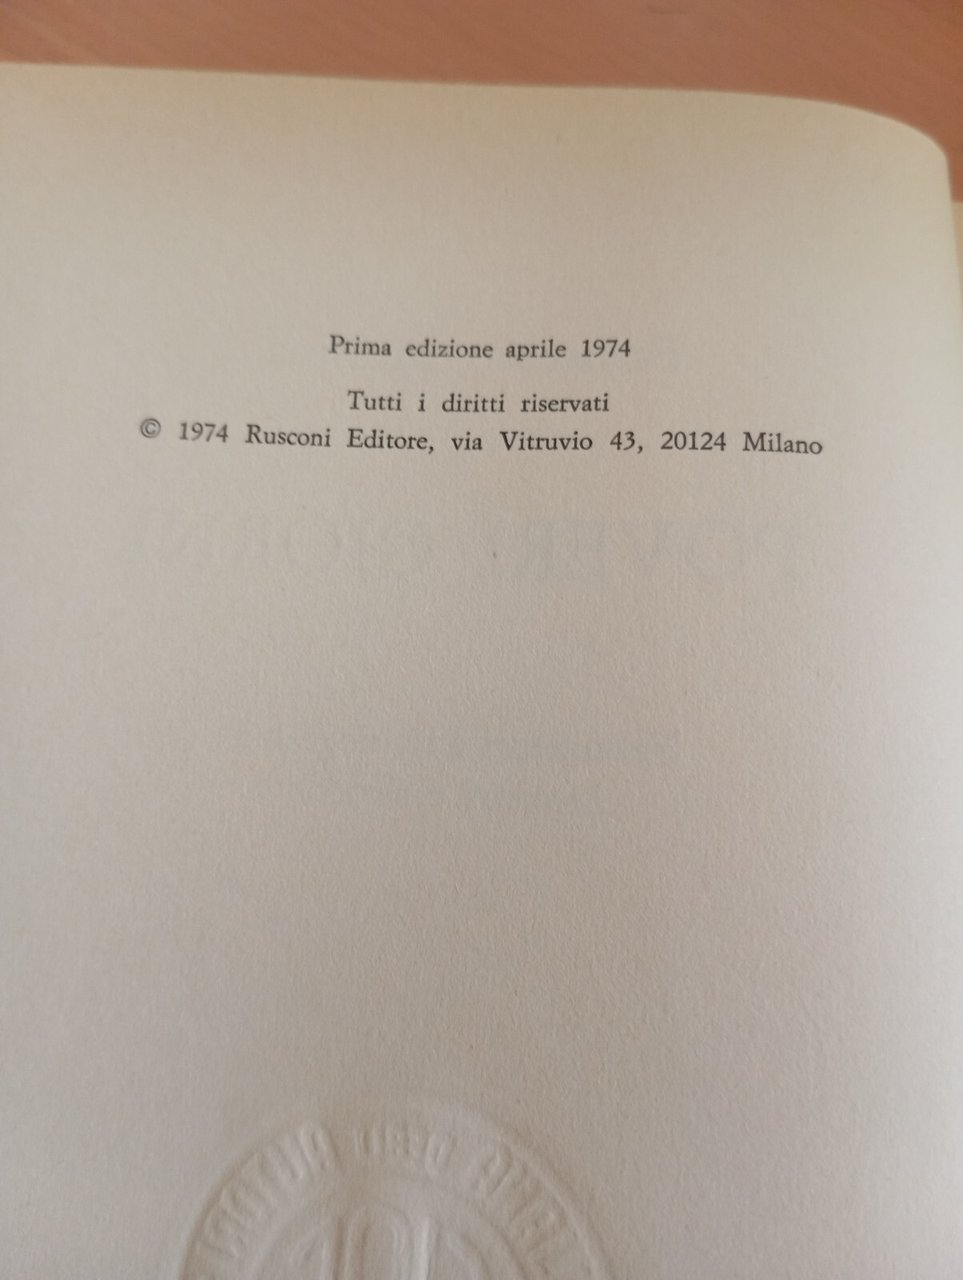 Prima edizione aprile 1974
Tutti i diritti riservati
© 1974 Rusconi Editore, via Vitruvio 43, 20124 Milano